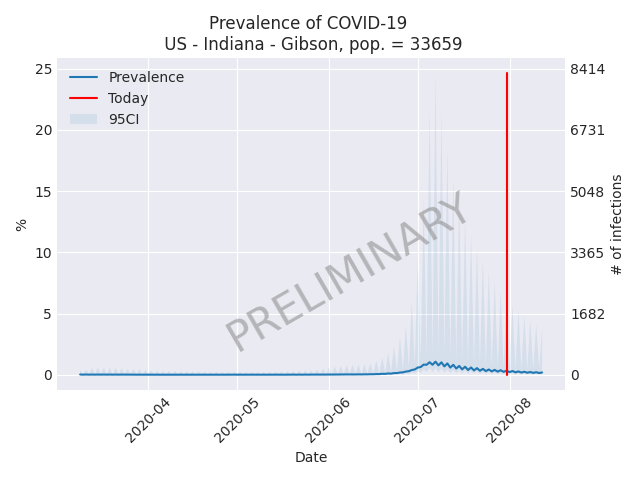 Prevalence of COVID-19
US - Indiana - Gibson, pop. = 33659
Prevalence
Today
95CI
25
20
15
10
5
0
%
8414
6731
5048
3365
1682
0
# of infections
PRELIMINARY
2020-04
2020-05
2020-06
2020-07
2020-08
Date